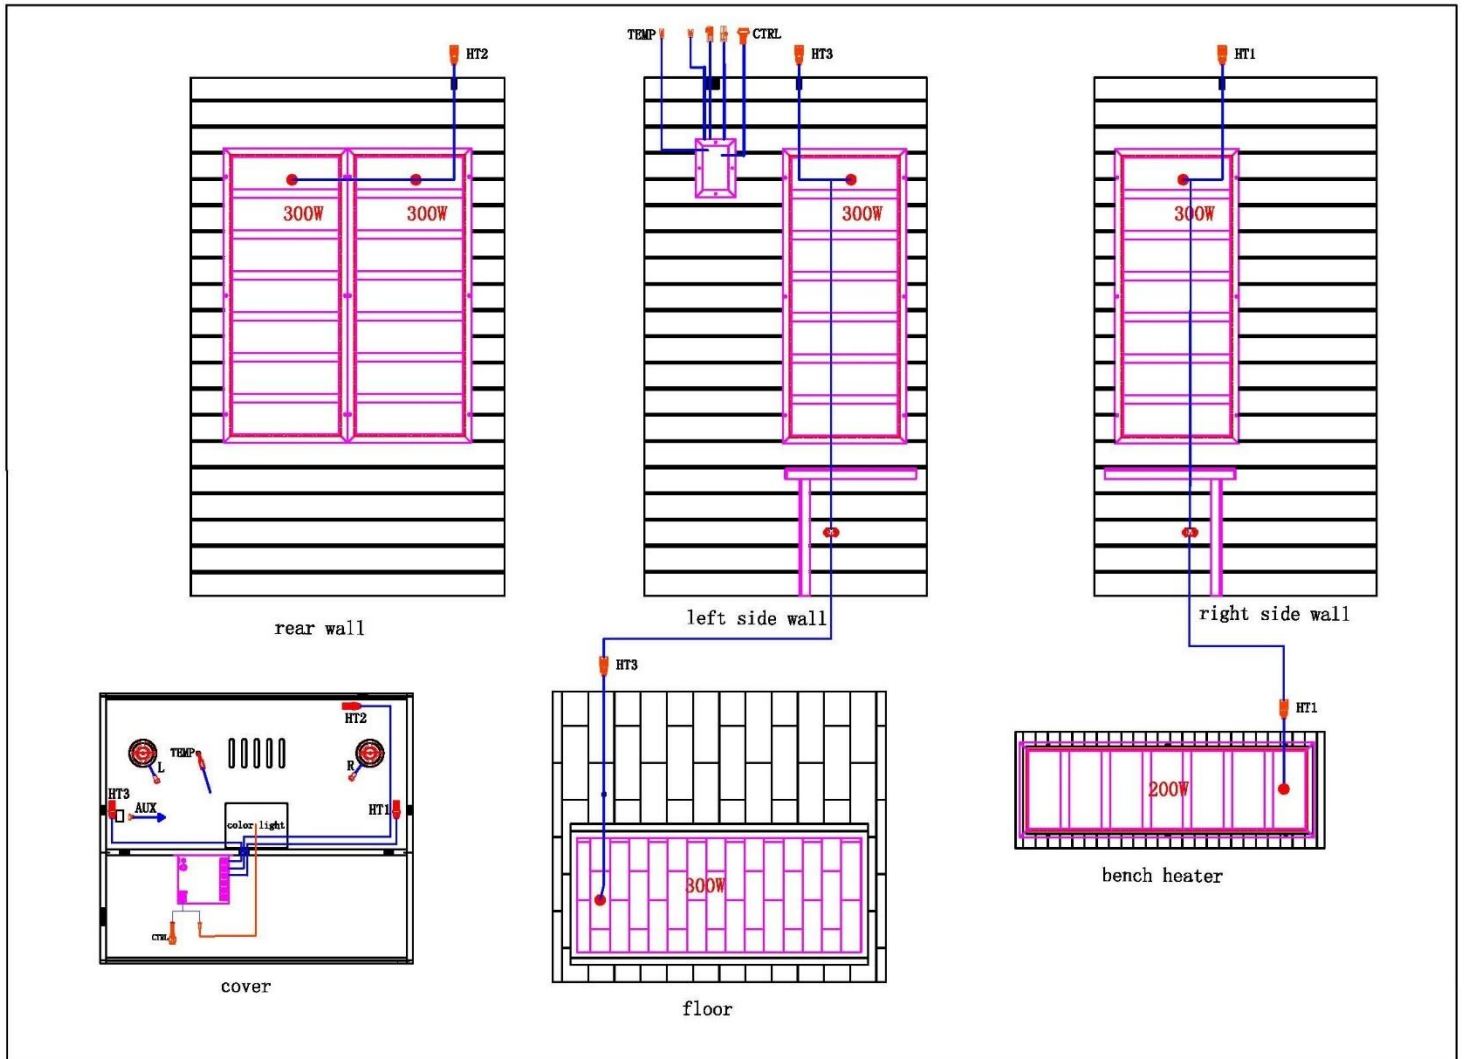 HT2
TEMP
CTRL
HT3
HT1
300W
300W
300W
300W
rear wall
left side wall
right side wall
HT3
HT1
HT2
TEMP
L
R
HT3
AUX
HT1
color light
CTRL
cover
300W
floor
200W
bench heater